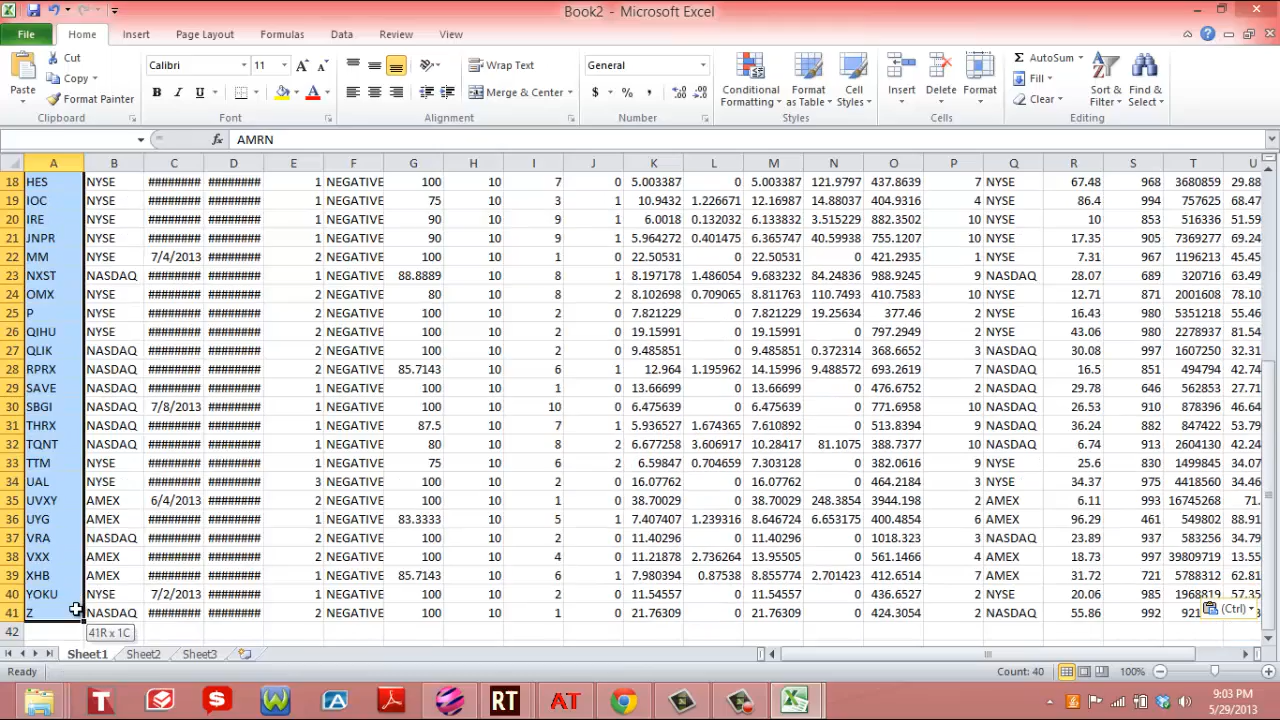 Book2 - Microsoft Excel
File Home Insert Page Layout Formulas Data Review View
Paste Cut Copy Format Painter Clipboard
Calibri 11 B I U A Font
Wrap Text Merge & Center Alignment
General $ % , Number
Conditional Formatting Format as Table Cell Styles Styles
Insert Delete Format Cells
Σ AutoSum Fill Clear Sort & Filter Find & Select Editing
fx AMRN
A B C D E F G H I J K L M N O P Q R S T U
18 HES NYSE ######## ######## 1 NEGATIVE 100 10 7 0 5.003387 0 5.003387 121.9797 437.8639 7 NYSE 67.48 968 3680859 29.88
19 IOC NYSE ######## ######## 1 NEGATIVE 75 10 3 1 10.9432 1.226671 12.16987 14.88037 404.9316 4 NYSE 86.4 994 757625 68.47
20 IRE NYSE ######## ######## 1 NEGATIVE 90 10 9 1 6.0018 0.132032 6.133832 3.515229 882.3502 10 NYSE 10 853 516336 51.59
21 JNPR NYSE ######## ######## 1 NEGATIVE 90 10 9 1 5.964272 0.401475 6.365747 40.59938 755.1207 10 NYSE 17.35 905 7369277 69.24
22 MM NYSE 7/4/2013 ######## 2 NEGATIVE 100 10 1 0 22.50531 0 22.50531 0 421.2935 1 NYSE 7.31 967 1196213 45.45
23 NXST NASDAQ ######## ######## 1 NEGATIVE 88.8889 10 8 1 8.197178 1.486054 9.683232 84.24836 988.9245 9 NASDAQ 28.07 689 320716 63.49
24 OMX NYSE ######## ######## 2 NEGATIVE 80 10 8 2 8.102698 0.709065 8.811763 110.7493 410.7583 10 NYSE 12.71 871 2001608 78.10
25 P NYSE ######## ######## 2 NEGATIVE 100 10 2 0 7.821229 0 7.821229 19.25634 377.46 2 NYSE 16.43 980 5351218 55.46
26 QIHU NYSE ######## ######## 2 NEGATIVE 100 10 2 0 19.15991 0 19.15991 0 797.2949 2 NYSE 43.06 988 2278937 81.54
27 QLIK NASDAQ ######## ######## 2 NEGATIVE 100 10 3 0 9.485851 0 9.485851 0.372314 368.6652 3 NASDAQ 30.08 997 1607250 32.31
28 RPRX NASDAQ ######## ######## 2 NEGATIVE 85.7143 10 6 1 12.964 1.195962 14.15996 9.488572 693.2619 7 NASDAQ 16.5 851 494794 42.74
29 SAVE NASDAQ ######## ######## 1 NEGATIVE 100 10 1 0 13.66699 0 13.66699 0 476.6752 2 NASDAQ 29.78 646 562853 27.71
30 SBGI NASDAQ 7/8/2013 ######## 1 NEGATIVE 100 10 10 0 6.475639 0 6.475639 0 771.6958 10 NASDAQ 26.53 910 878396 46.64
31 THRX NASDAQ ######## ######## 1 NEGATIVE 87.5 10 7 1 5.936528 1.674365 7.610892 0 513.8394 9 NASDAQ 36.24 882 847422 53.79
32 TQNT NASDAQ ######## ######## 1 NEGATIVE 80 10 8 2 6.677258 3.606917 10.28417 81.1075 388.7377 10 NASDAQ 6.74 913 2604130 42.24
33 TTM NYSE ######## ######## 1 NEGATIVE 75 10 6 2 6.59847 0.704659 7.303128 0 382.0616 9 NYSE 25.6 830 1499845 34.07
34 UAL NYSE ######## ######## 3 NEGATIVE 100 10 2 0 16.07762 0 16.07762 0 464.2184 3 NYSE 34.37 975 4418560 34.46
35 UVXY AMEX 6/4/2013 ######## 2 NEGATIVE 100 10 1 0 38.70029 0 38.70029 248.3854 3944.198 2 AMEX 6.11 993 16745268 71.
36 UYG AMEX ######## ######## 1 NEGATIVE 83.3333 10 5 1 7.407407 1.239316 8.646724 6.653175 400.4854 6 AMEX 96.29 461 549802 88.91
37 VRA NASDAQ ######## ######## 2 NEGATIVE 100 10 2 0 11.40296 0 11.40296 0 1018.323 3 NASDAQ 23.89 937 583256 34.79
38 VXX AMEX ######## ######## 2 NEGATIVE 100 10 4 0 11.21878 2.736264 13.95505 0 561.1466 4 AMEX 18.73 997 39809719 13.55
39 XHB AMEX ######## ######## 1 NEGATIVE 85.7143 10 6 1 7.980394 0.87538 8.855774 2.701423 412.6514 7 AMEX 31.72 721 5788312 62.81
40 YOKU NYSE 7/2/2013 ######## 2 NEGATIVE 100 10 1 0 11.54557 0 11.54557 0 436.6527 2 NYSE 20.06 985 57.35
41 Z NASDAQ ######## ######## 2 NEGATIVE 100 10 1 0 21.76309 0 21.76309 0 424.3054 2 NASDAQ 55.86 992 (Ctrl)
42 41R x 1C
Sheet1 Sheet2 Sheet3
Ready Count: 40 100%
T S W A RT AT 9:03 PM
5/29/2013